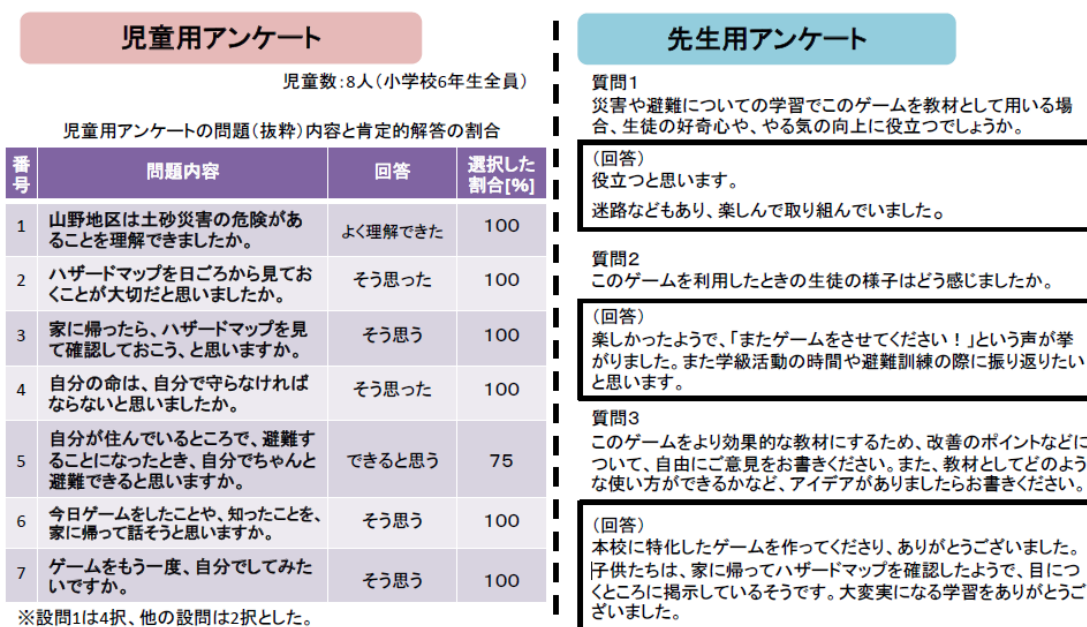 児童用アンケート
児童数:8人(小学校6年生全員)
児童用アンケートの問題(抜粋)内容と肯定的解答の割合
番号 問題内容 回答 選択した割合[%]
1 山野地区は土砂災害の危険があ
ることを理解できましたか。 よく理解できた 100
2 ハザードマップを日ごろから見てお
くことが大切だと思いましたか。 そう思った 100
3 家に帰ったら、ハザードマップを見
て確認しておこう、と思いますか。 そう思う 100
4 自分の命は、自分で守らなければ
ならないと思いましたか。 そう思った 100
5 自分が住んでいるところで、避難す
ることになったとき、自分でちゃんと
避難できると思いますか。 できると思う 75
6 今日ゲームをしたことや、知ったことを、
家に帰って話そうと思いますか。 そう思う 100
7 ゲームをもう一度、自分でしてみた
いですか。 そう思う 100
※設問1は4択、他の設問は2択とした。
先生用アンケート
質問1
災害や避難についての学習でこのゲームを教材として用いる場
合、生徒の好奇心や、やる気の向上に役立つでしょうか。
(回答)
役立つと思います。
迷路などもあり、楽しんで取り組んでいました。
質問2
このゲームを利用したときの生徒の様子はどう感じましたか。
(回答)
楽しかったようで、「またゲームをさせてください!」という声が挙
がりました。また学級活動の時間や避難訓練の際に振り返りたい
と思います。
質問3
このゲームをより効果的な教材にするため、改善のポイントなどに
ついて、自由にご意見をお書きください。また、教材としてどのよう
な使い方ができるかなど、アイデアがありましたらお書きください。
(回答)
本校に特化したゲームを作ってくださり、ありがとうございました。
子供たちは、家に帰ってハザードマップを確認したようで、目につ
くところに掲示しているそうです。大変実になる学習をありがとうご
ざいました。